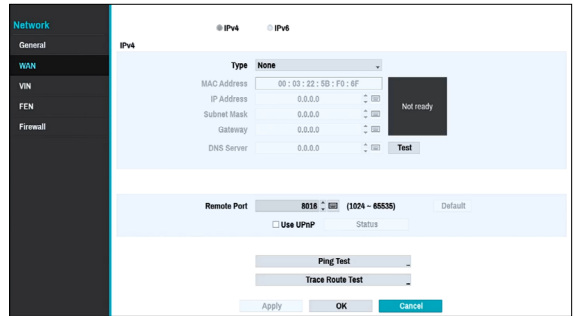 Network
General
WAN
VIN
FEN
Firewall
IPv4 IPv6
IPv4
Type None
MAC Address 00 : 03 : 22 : 5B : F0 : 6F
IP Address 0.0.0.0
Subnet Mask 0.0.0.0
Gateway 0.0.0.0
Not ready
DNS Server 0.0.0.0 Test
Remote Port 8016 (1024 ~ 65535) Default
Use UPnP Status
Ping Test
Trace Route Test
Apply OK Cancel